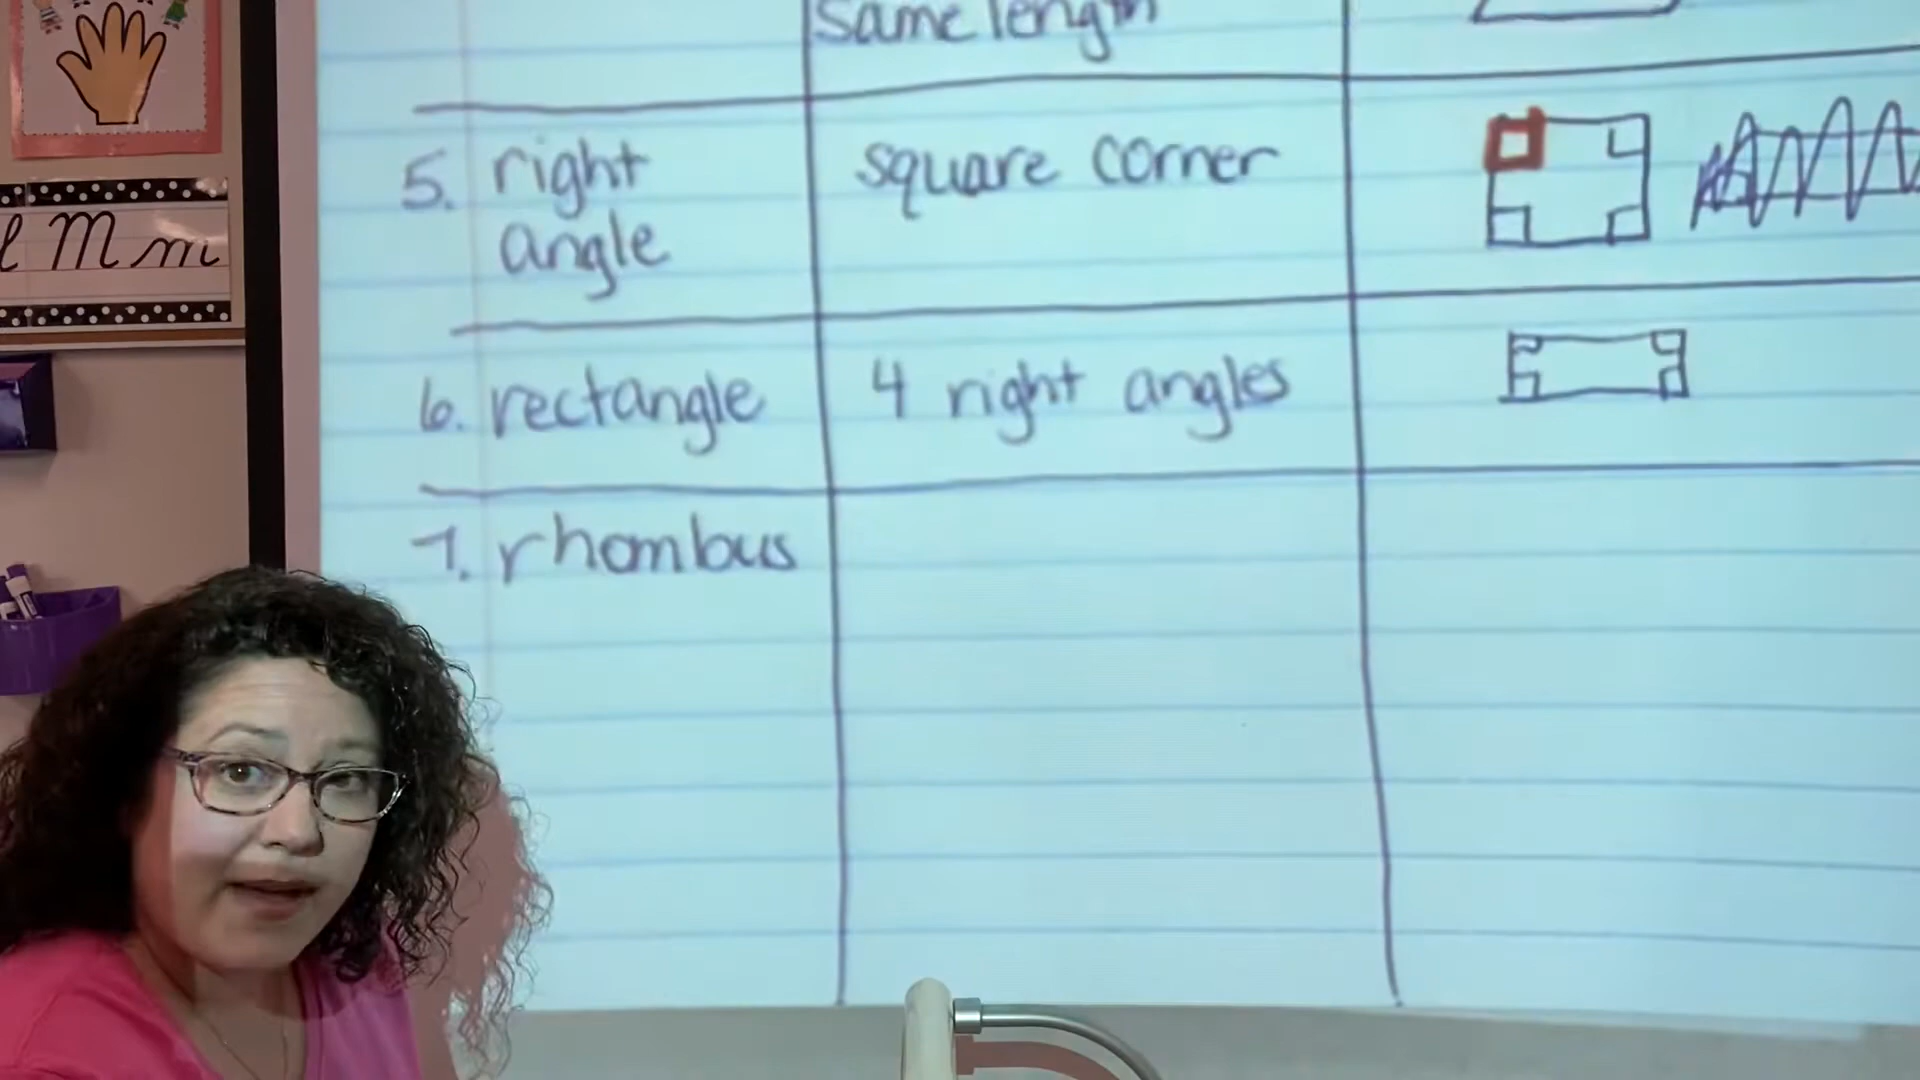 Same length
5. right
angle
square corner
6. rectangle
4 right angles
7. rhombus
M m